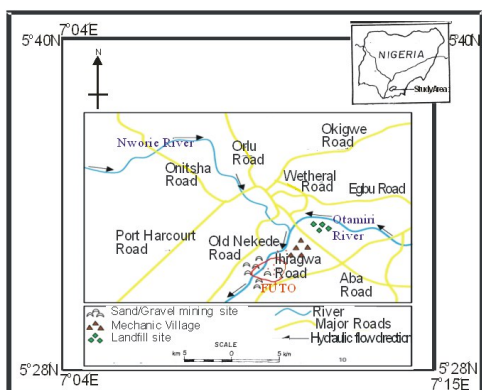 7°04'E
5°40'N
5°40'N
N
NIGERIA
Study Area
Okigwe Road
Nworie River
Orlu Road
Onitsha Road
Wetheral Road
Egbu Road
Otamiri River
Port Harcourt Road
Old Nekede Road
Ihiagwa Road
Aba Road
FUTO
Sand/Gravel mining site
Mechanic Village
Landfill site
River
Major Roads
Hydraulic flow direction
SCALE
km 5 0 5 km 10
5°28'N
5°28'N
7°04'E
7°15'E